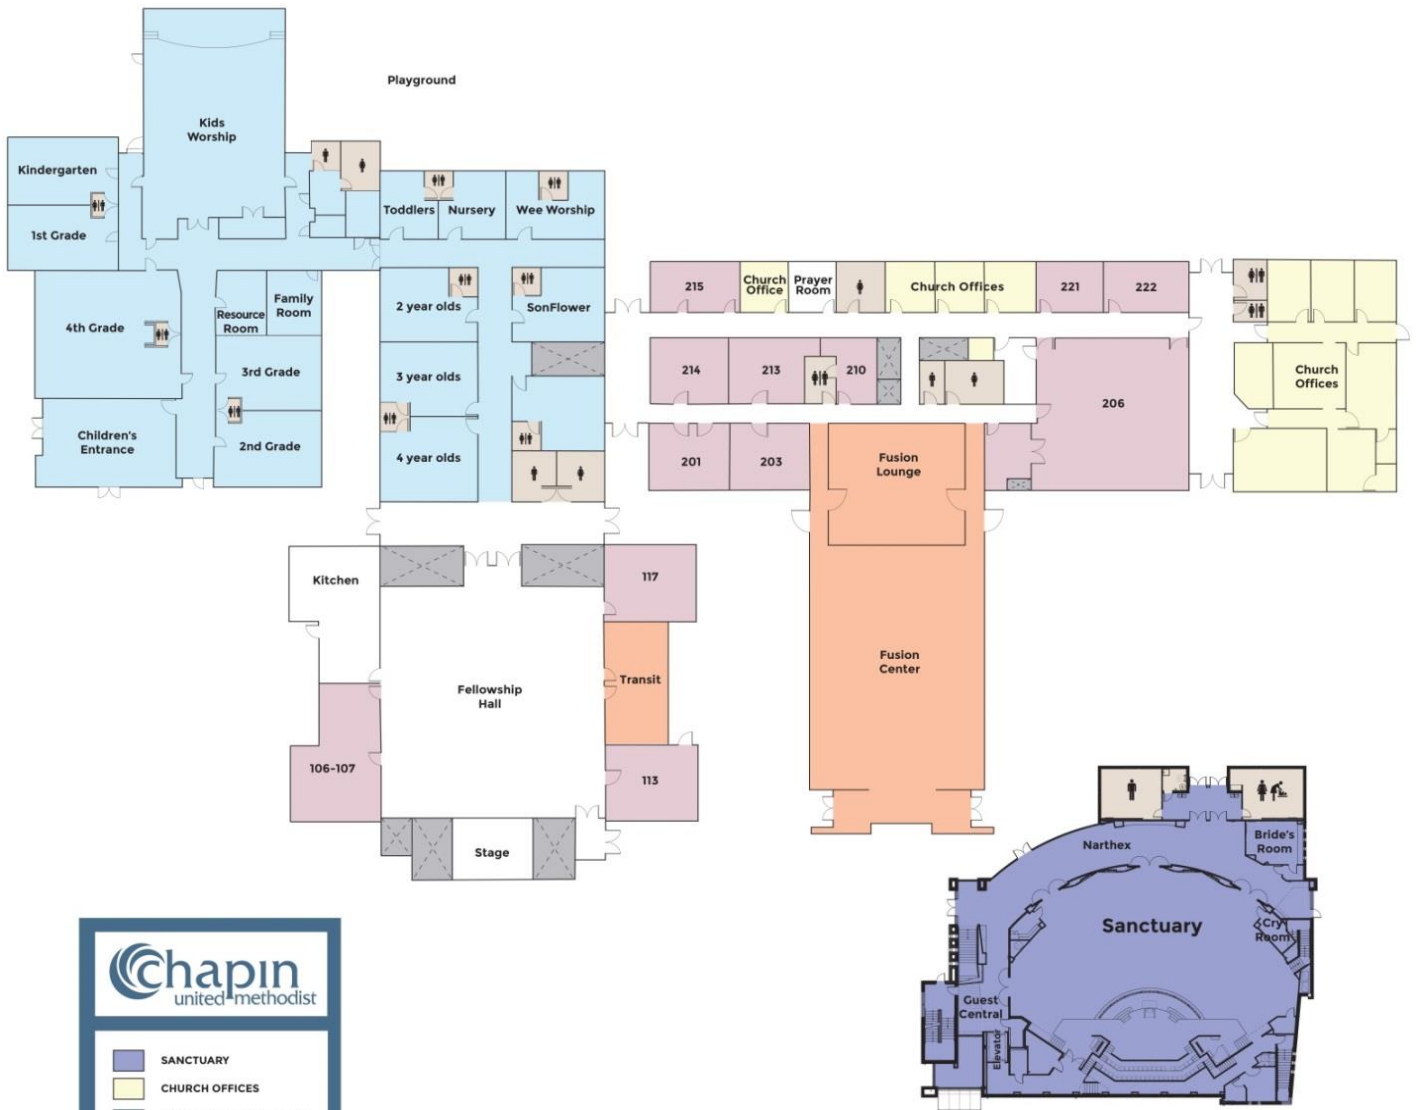 Playground
Kids
Worship
Kindergarten
1st Grade
Toddlers
Nursery
Wee Worship
4th Grade
Resource
Room
Family
Room
2 year olds
SonFlower
3rd Grade
3 year olds
Children's
Entrance
2nd Grade
4 year olds
215
Church
Office
Prayer
Room
Church Offices
221
222
214
213
210
206
Church
Offices
201
203
Fusion
Lounge
Kitchen
117
Fusion
Center
Transit
Fellowship
Hall
106-107
113
Stage
Narthex
Bride's
Room
Sanctuary
Cry
Room
Guest
Central
Elevator
chapin
united methodist
SANCTUARY
CHURCH OFFICES